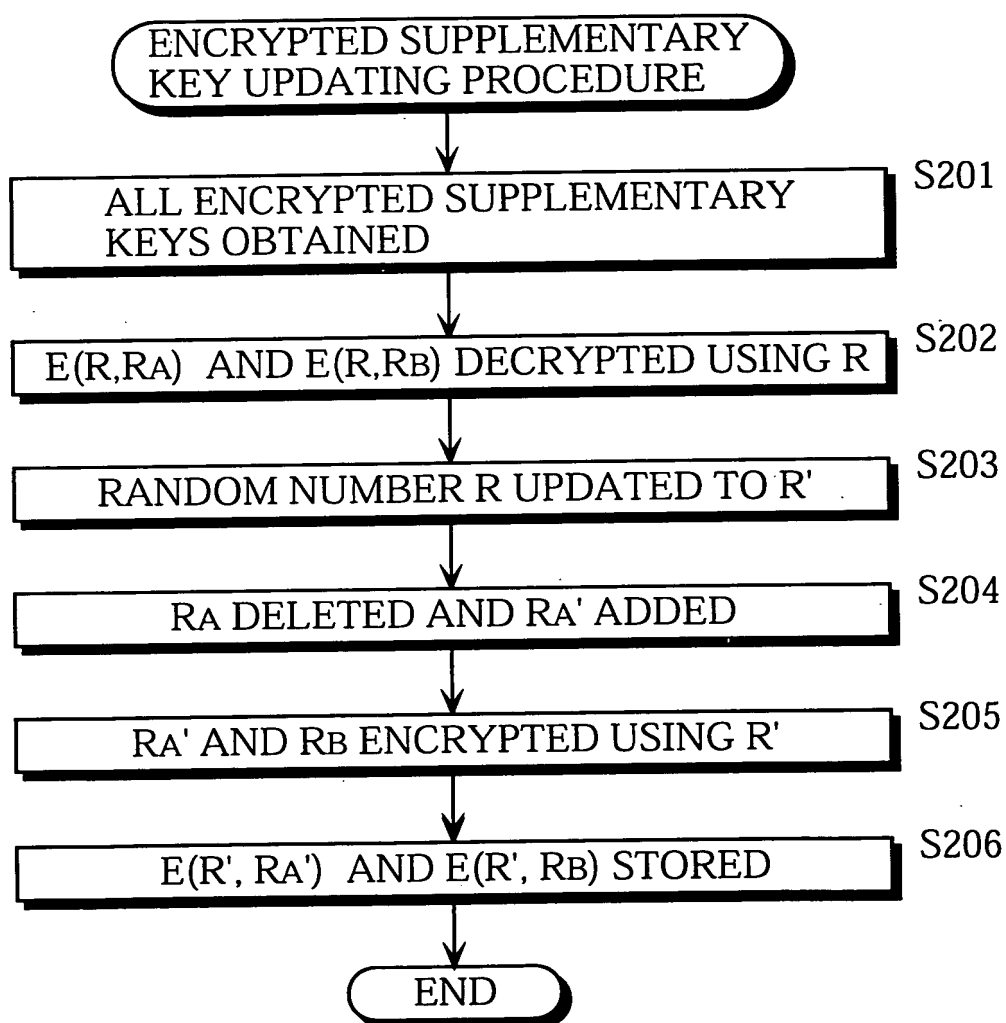 ENCRYPTED SUPPLEMENTARY
KEY UPDATING PROCEDURE
S201
ALL ENCRYPTED SUPPLEMENTARY
KEYS OBTAINED
S202
E(R,RA) AND E(R,RB) DECRYPTED USING R
S203
RANDOM NUMBER R UPDATED TO R'
S204
RA DELETED AND RA' ADDED
S205
RA' AND RB ENCRYPTED USING R'
S206
E(R', RA') AND E(R', RB) STORED
END